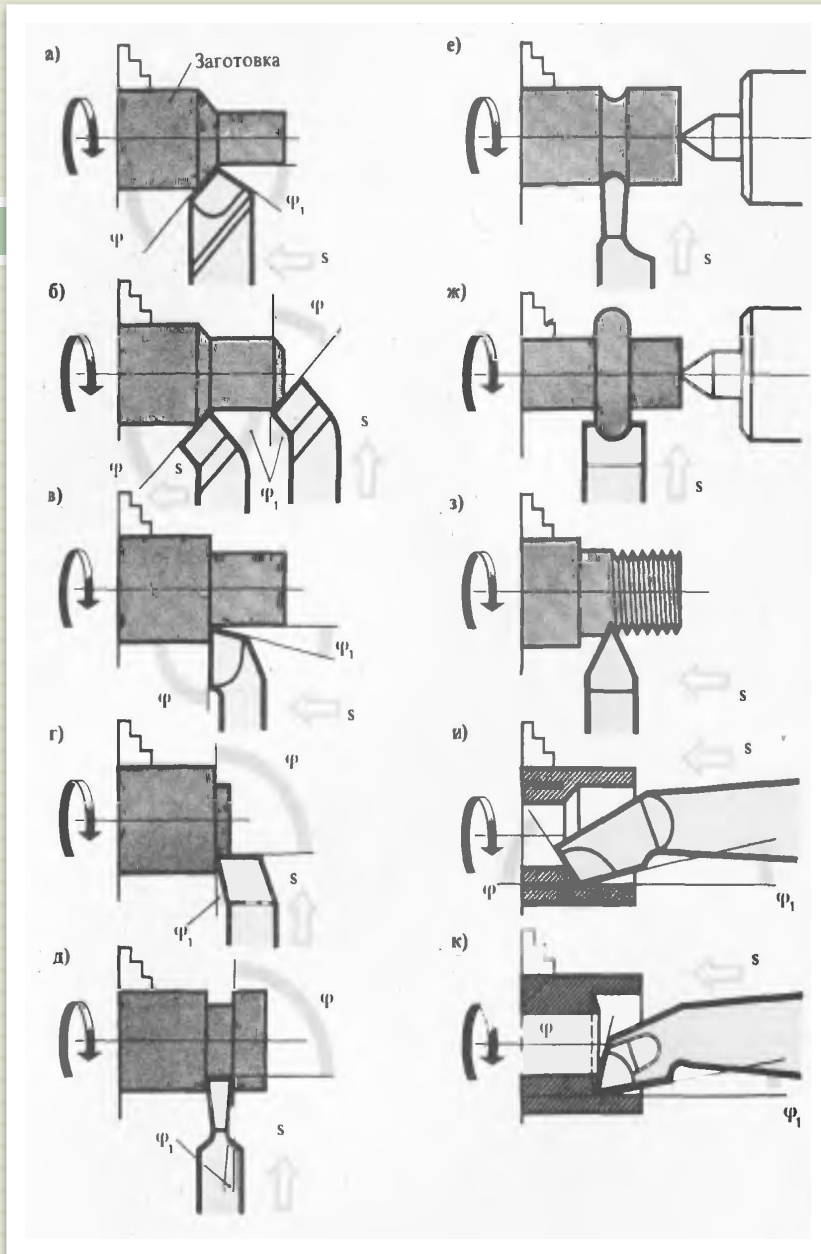 а)
Заготовка
φ
φ₁
s
б)
φ
φ
s
φ₁
s
в)
φ₁
φ
s
г)
φ
s
φ₁
д)
φ
s
φ₁
е)
s
ж)
s
з)
s
и)
s
φ
φ₁
к)
s
φ
φ₁